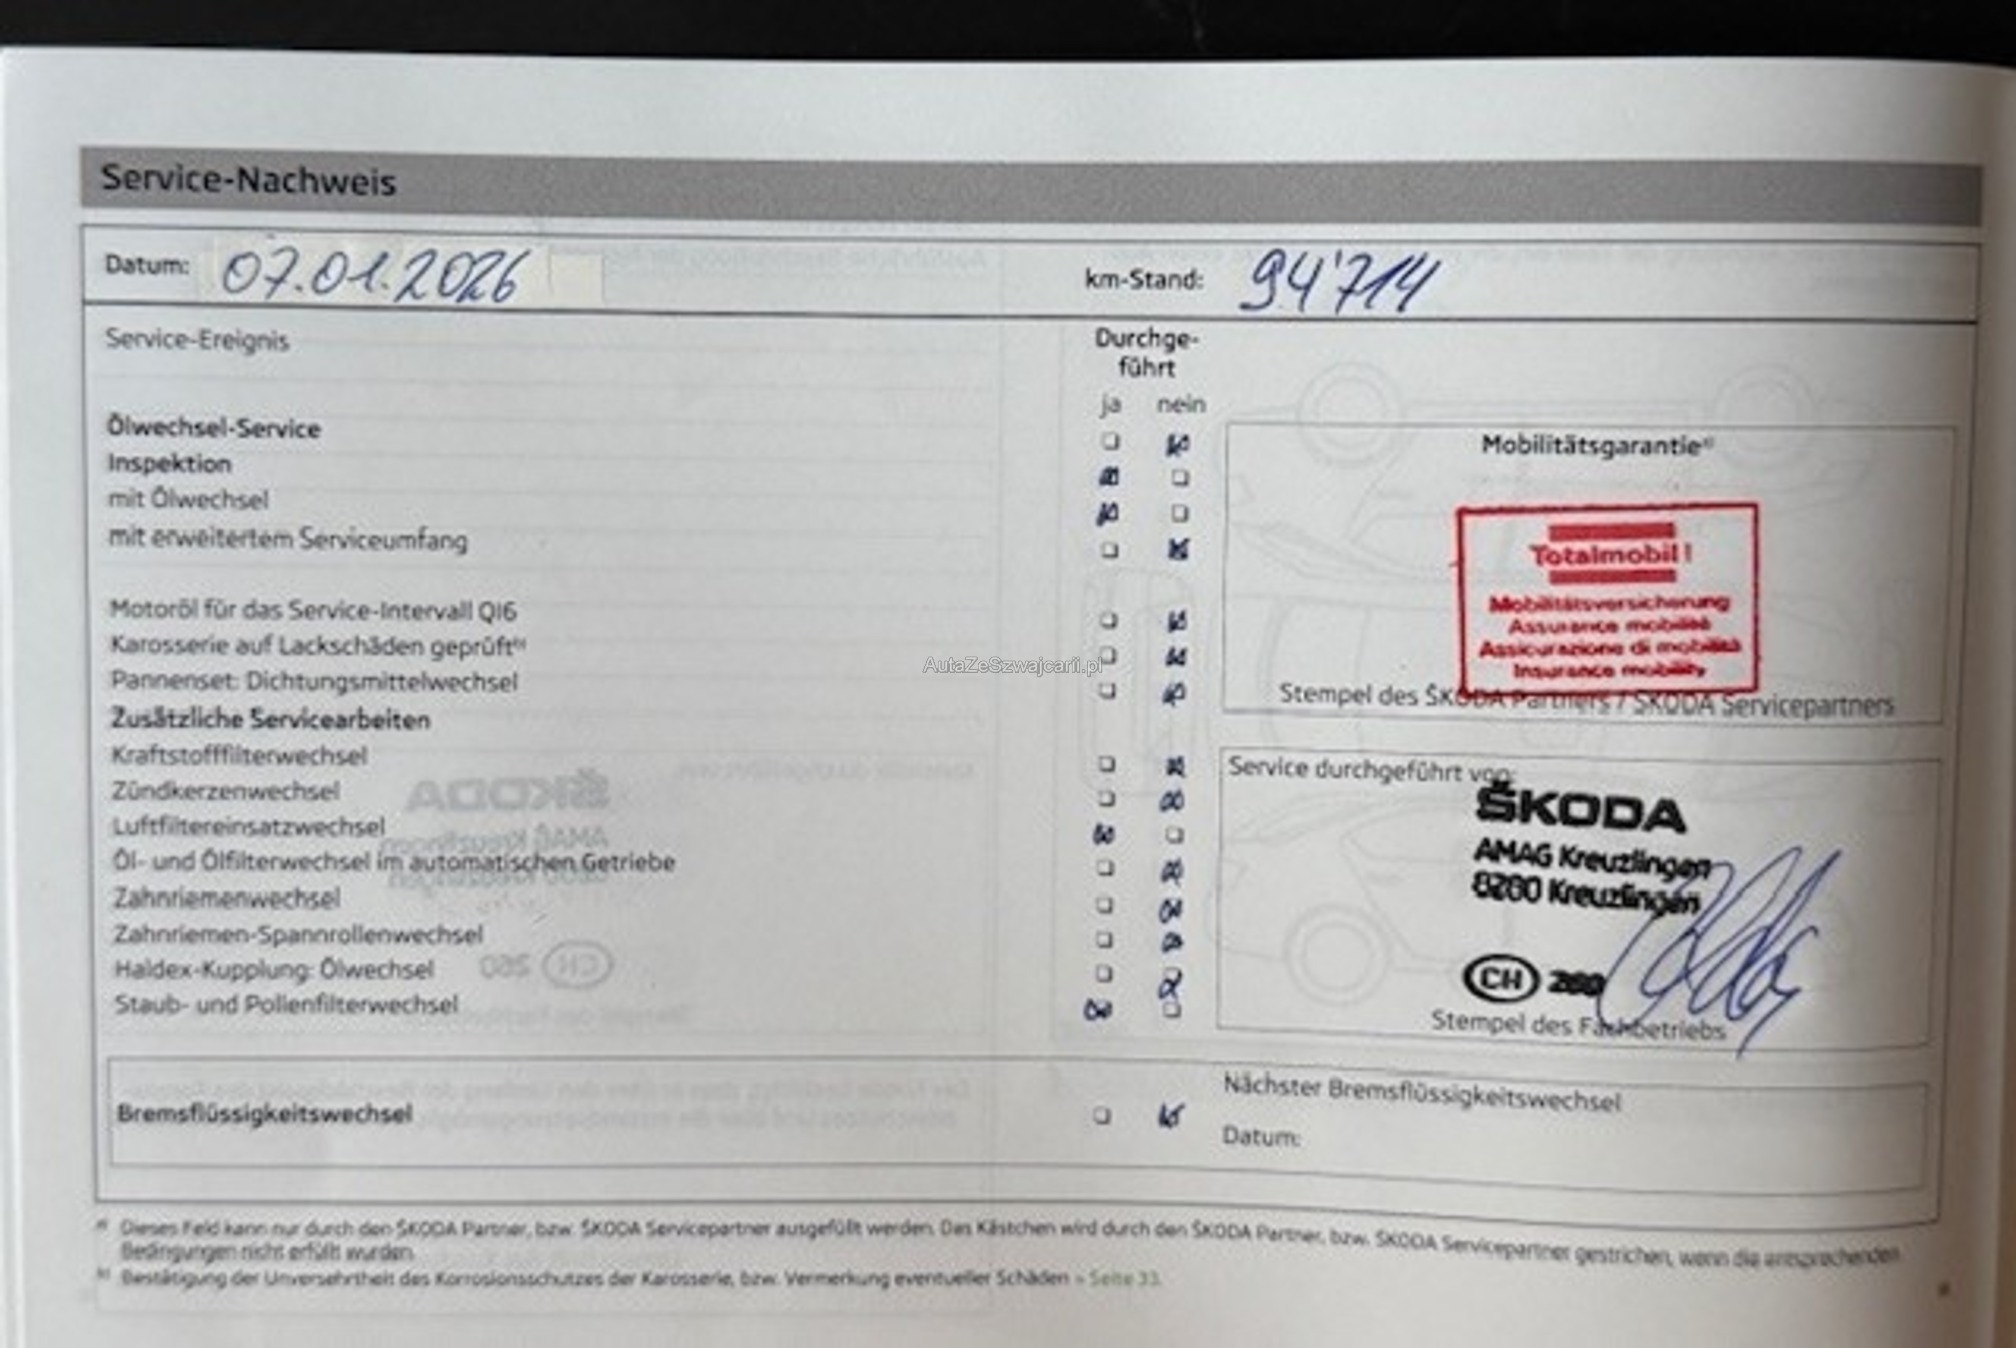 Service-Nachweis
Datum: 07.01.2026
km-Stand: 94'714
Service-Ereignis
Durchge-
führt
ja nein
Ölwechsel-Service
Inspektion
mit Ölwechsel
mit erweitertem Serviceumfang
Motoröl für das Service-Intervall QI6
Karosserie auf Lackschäden geprüft
Pannenset: Dichtungsmittelwechsel
Zusätzliche Servicearbeiten
Kraftstofffilterwechsel
Zündkerzenwechsel
Luftfiltereinsatzwechsel
Öl- und Ölfilterwechsel im automatischen Getriebe
Zahnriemenwechsel
Zahnriemen-Spannrollenwechsel
Haldex-Kupplung: Ölwechsel
Staub- und Pollenfilterwechsel
Mobilitätsgarantie
Totalmobil!
Mobilitätsversicherung
Assurance mobilité
Assicurazione di mobilità
Insurance mobility
Stempel des ŠKODA Partners / ŠKODA Servicepartners
AutaZeSzwajcarii.pl
Service durchgeführt von:
ŠKODA
AMAG Kreuzlingen
8280 Kreuzlingen
CH 260
Stempel des Fachbetriebs
Bremsflüssigkeitswechsel
Nächster Bremsflüssigkeitswechsel
Datum:
a) Dieses Feld kann nur durch den ŠKODA Partner, bzw. ŠKODA Servicepartner ausgefüllt werden. Das Kästchen wird durch den ŠKODA Partner, bzw. ŠKODA Servicepartner gestrichen, wenn die entsprechenden
Bedingungen nicht erfüllt wurden.
b) Bestätigung der Unversehrtheit des Korrosionsschutzes der Karosserie, bzw. Vermerkung eventueller Schäden » Seite 33.